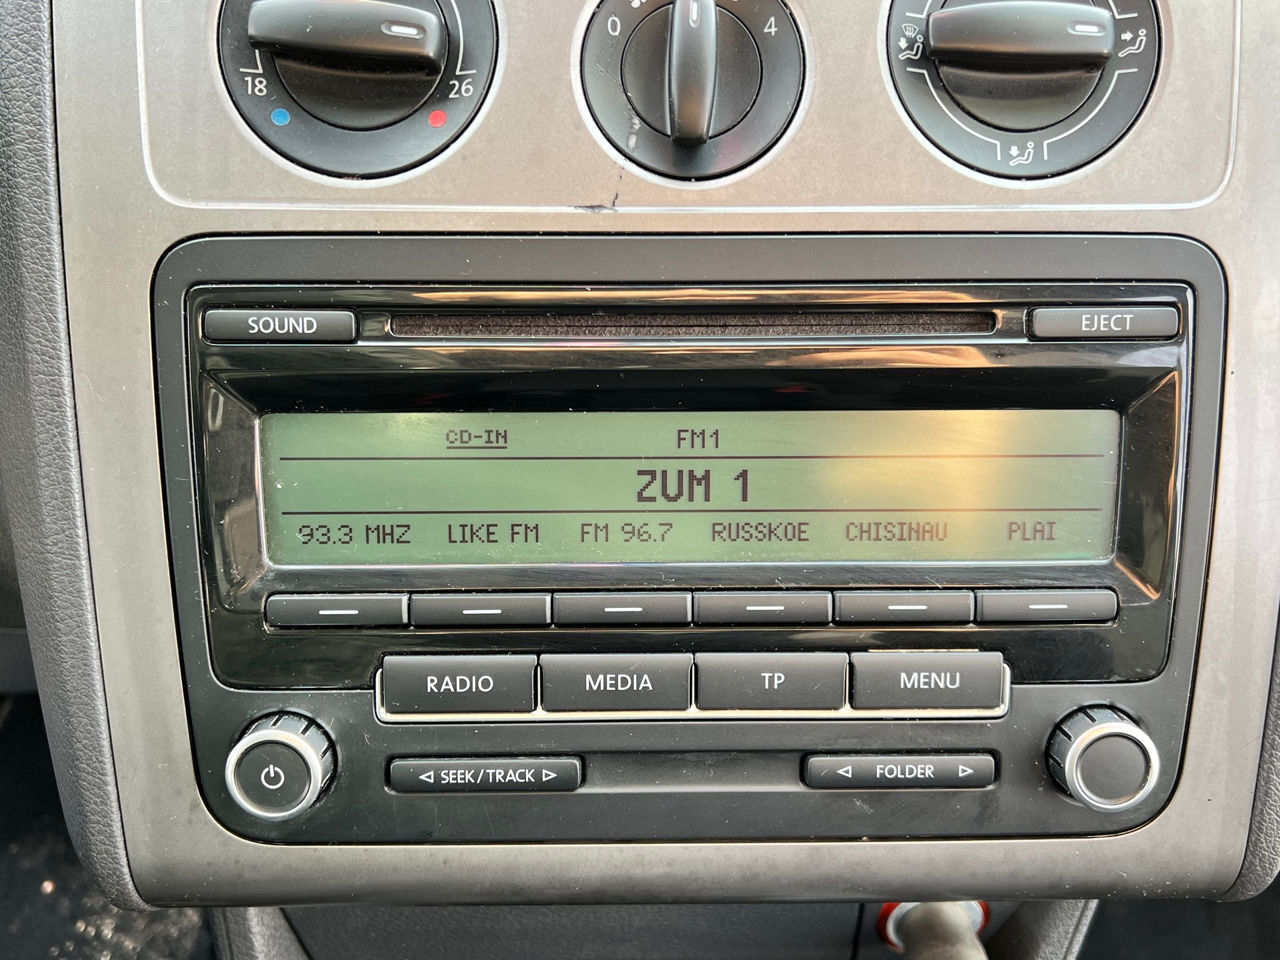 18 26
0 4
SOUND EJECT
CD-IN FM1
ZUM 1
93.3 MHZ LIKE FM FM 96.7 RUSSKOE CHISINAU PLAI
RADIO MEDIA TP MENU
SEEK/TRACK FOLDER